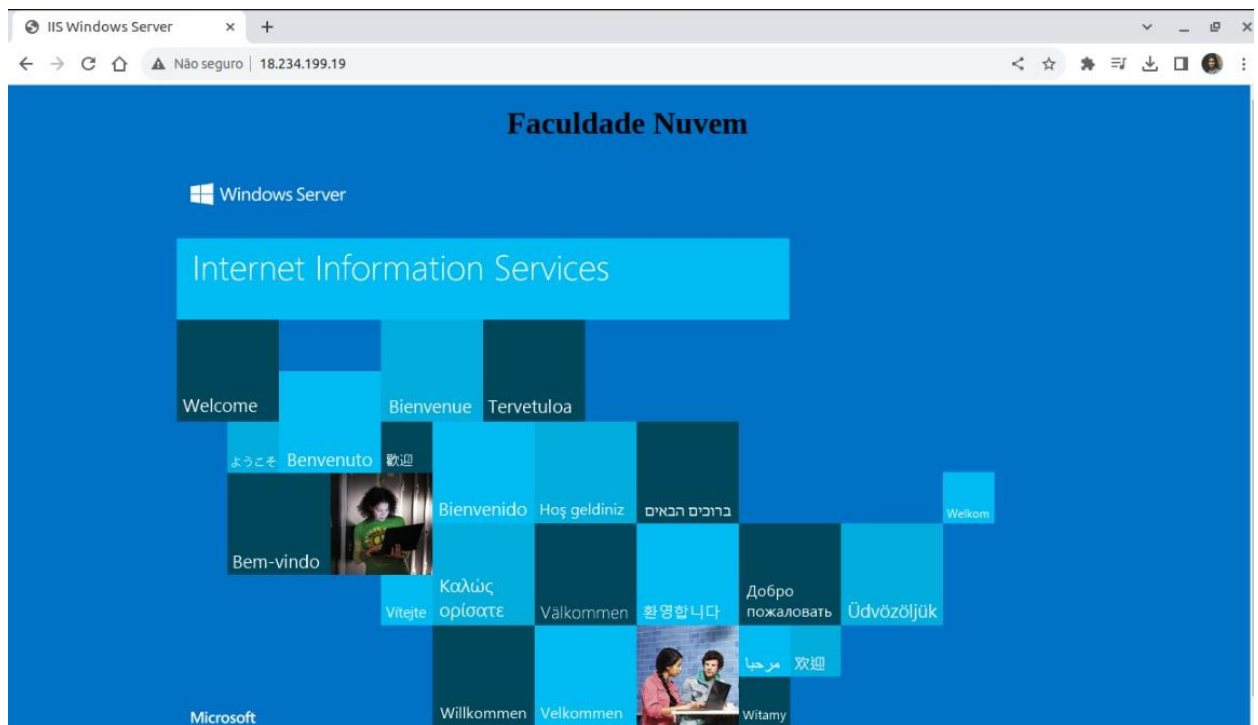 IIS Windows Server
Não seguro
18.234.199.19
Faculdade Nuvem
Windows Server
Internet Information Services
Welcome
Bienvenue
Tervetuloa
ようこそ
Benvenuto
歡迎
Bienvenido
Hoş geldiniz
ברוכים הבאים
Welkom
Bem-vindo
Vítejte
Καλώς
ορίσατε
Välkommen
환영합니다
Добро
пожаловать
Üdvözöljük
مرحبا
欢迎
Microsoft
Willkommen
Velkommen
Witamy